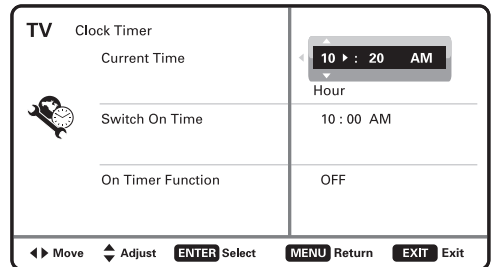 TV Clock Timer
Current Time 10 : 20 AM
Hour
Switch On Time 10 : 00 AM
On Timer Function OFF
Move Adjust ENTER Select MENU Return EXIT Exit